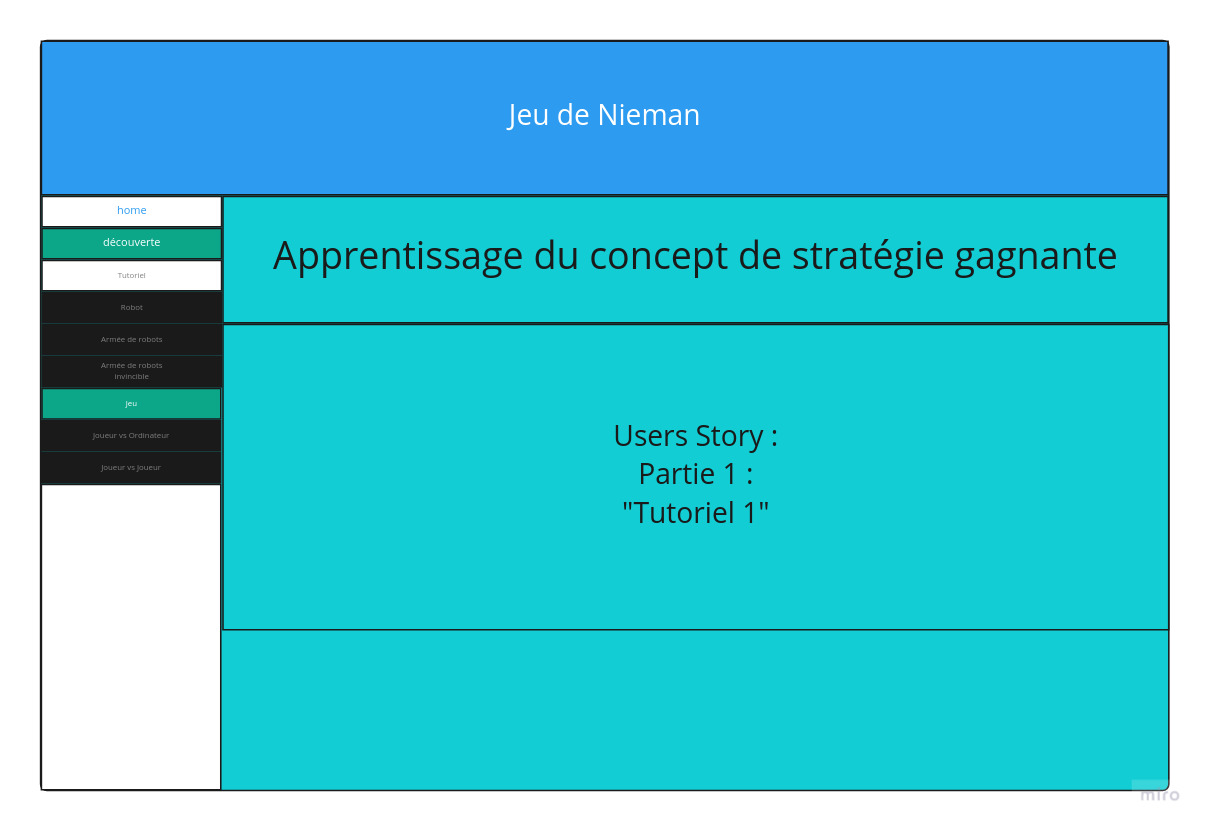 Jeu de Nieman
home
découverte
Tutoriel
Robot
Armée de robots
Armée de robots
invincible
Jeu
Joueur vs Ordinateur
Joueur vs Joueur
Apprentissage du concept de stratégie gagnante
Users Story :
Partie 1 :
"Tutoriel 1"
miro